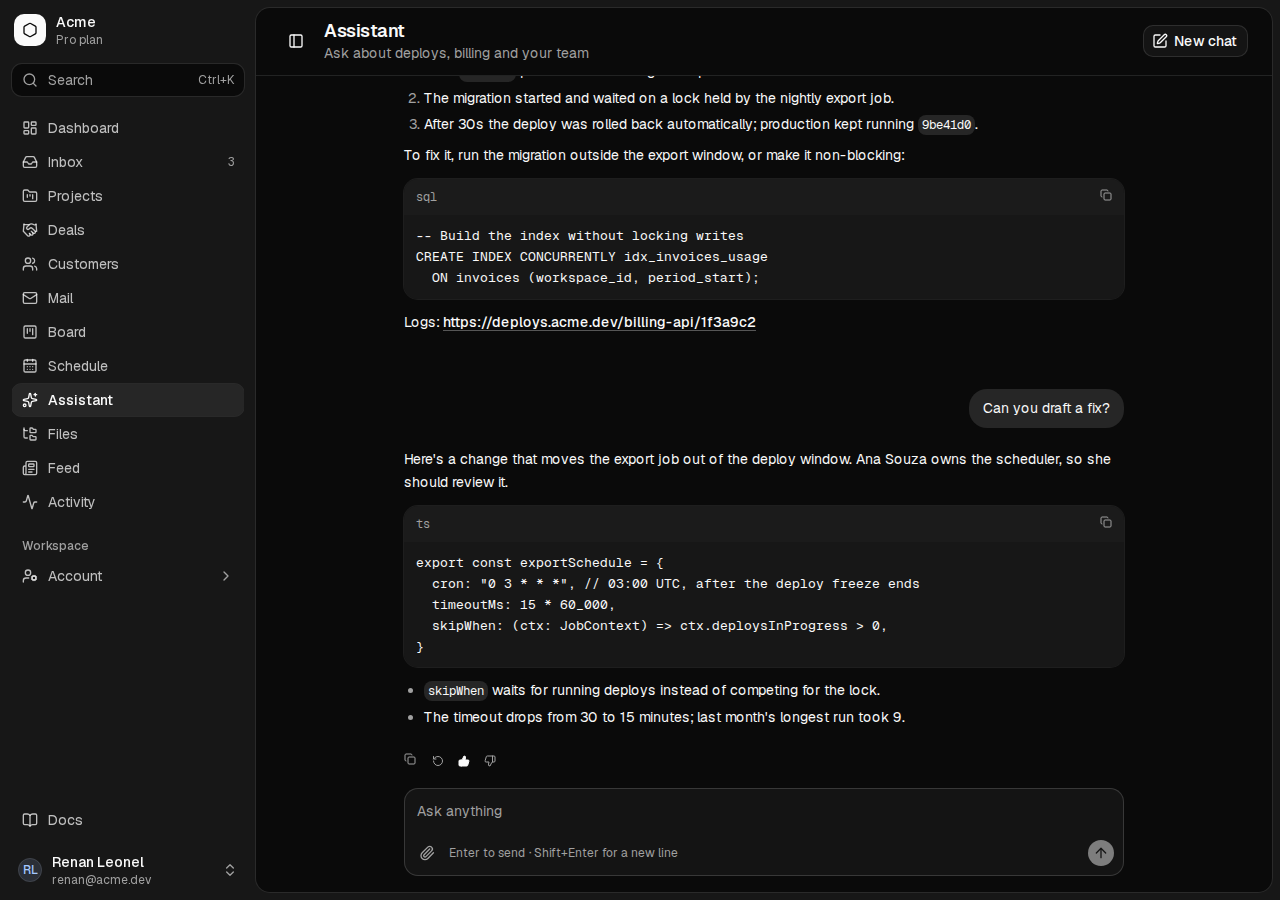 Acme
Pro plan
Search
Ctrl+K
Dashboard
Inbox
3
Projects
Deals
Customers
Mail
Board
Schedule
Assistant
Files
Feed
Activity
Workspace
Account
Docs
RL
Renan Leonel
renan@acme.dev
Assistant
Ask about deploys, billing and your team
New chat
2. The migration started and waited on a lock held by the nightly export job.
3. After 30s the deploy was rolled back automatically; production kept running 9be41d0.
To fix it, run the migration outside the export window, or make it non-blocking:
sql
-- Build the index without locking writes
CREATE INDEX CONCURRENTLY idx_invoices_usage
  ON invoices (workspace_id, period_start);
Logs: https://deploys.acme.dev/billing-api/1f3a9c2
Can you draft a fix?
Here's a change that moves the export job out of the deploy window. Ana Souza owns the scheduler, so she
should review it.
ts
export const exportSchedule = {
  cron: "0 3 * * *", // 03:00 UTC, after the deploy freeze ends
  timeoutMs: 15 * 60_000,
  skipWhen: (ctx: JobContext) => ctx.deploysInProgress > 0,
}
• skipWhen waits for running deploys instead of competing for the lock.
• The timeout drops from 30 to 15 minutes; last month's longest run took 9.
Ask anything
Enter to send · Shift+Enter for a new line